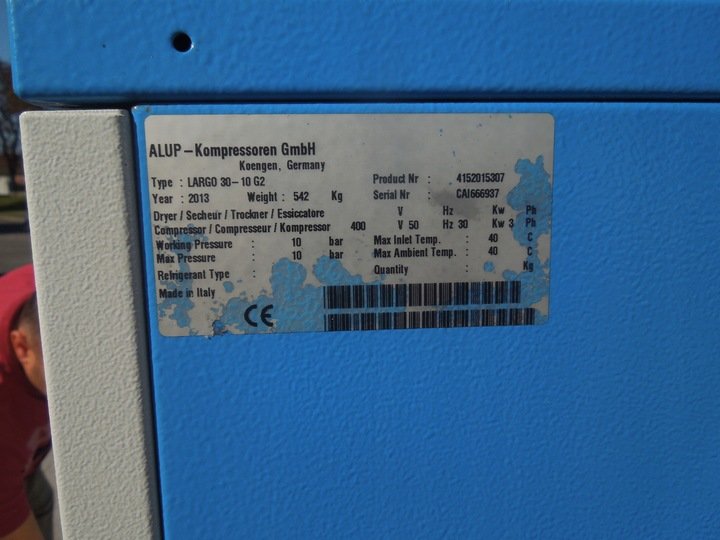 ALUP-Kompressoren GmbH
Koengen, Germany
Type : LARGO 30-10 G2 Product Nr : 4152015307
Year : 2013 Weight : 542 Kg Serial Nr : CAI666937
Dryer / Secheur / Trockner / Essiccatore V Hz Kw Ph
Compressor / Compresseur / Kompressor 400 V 50 Hz 30 Kw 3 Ph
Working Pressure : 10 bar Max Inlet Temp. : 40 C
Max Pressure : 10 bar Max Ambient Temp. : 40 C
Refrigerant Type : Quantity : Kg
Made in Italy
CE